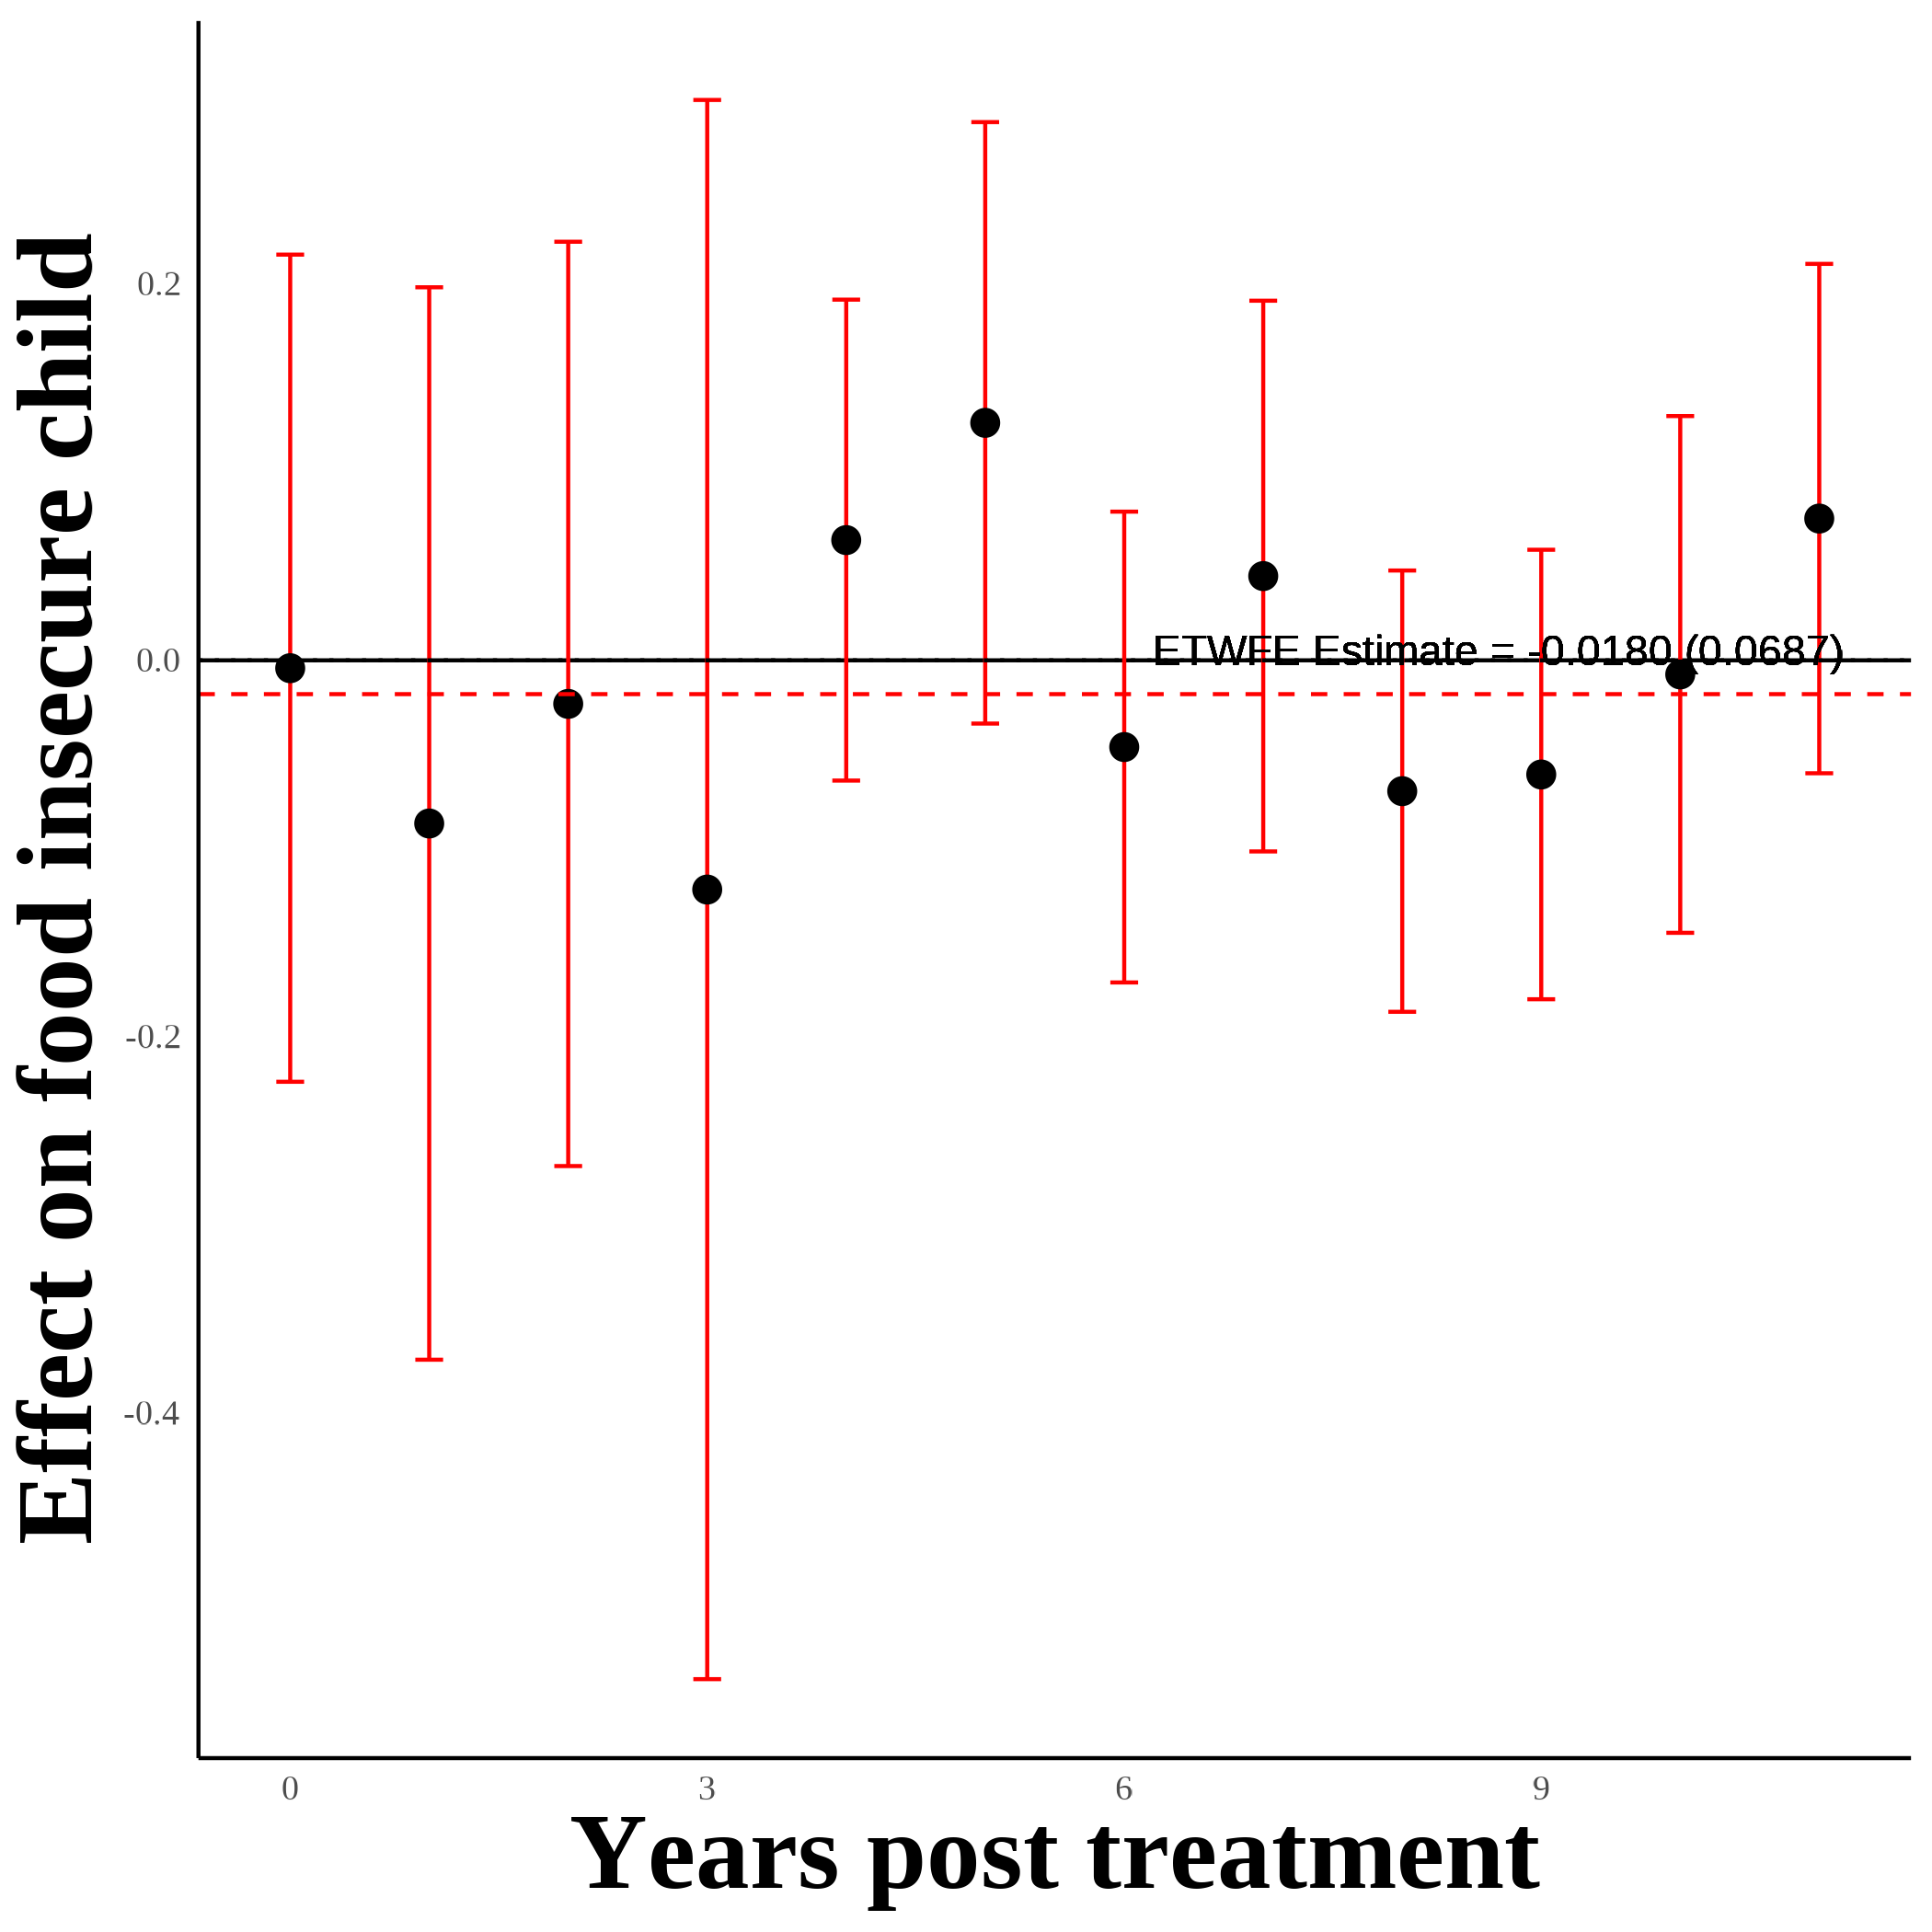 Effect on food insecure child
0.2
0.0
-0.2
-0.4
ETWFE Estimate = -0.0180 (0.0687)
0 3 6 9
Years post treatment